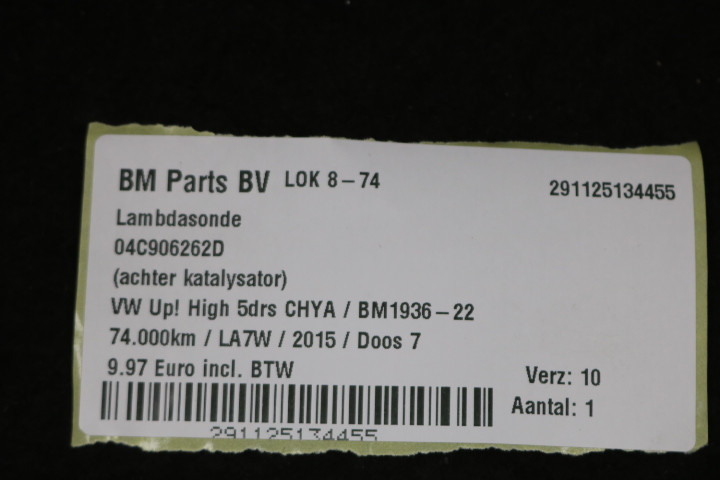 BM Parts BV LOK 8-74 291125134455
Lambdasonde
04C906262D
(achter katalysator)
VW Up! High 5drs CHYA / BM1936-22
74.000km / LA7W / 2015 / Doos 7
9.97 Euro incl. BTW Verz: 10
Aantal: 1
291125134455